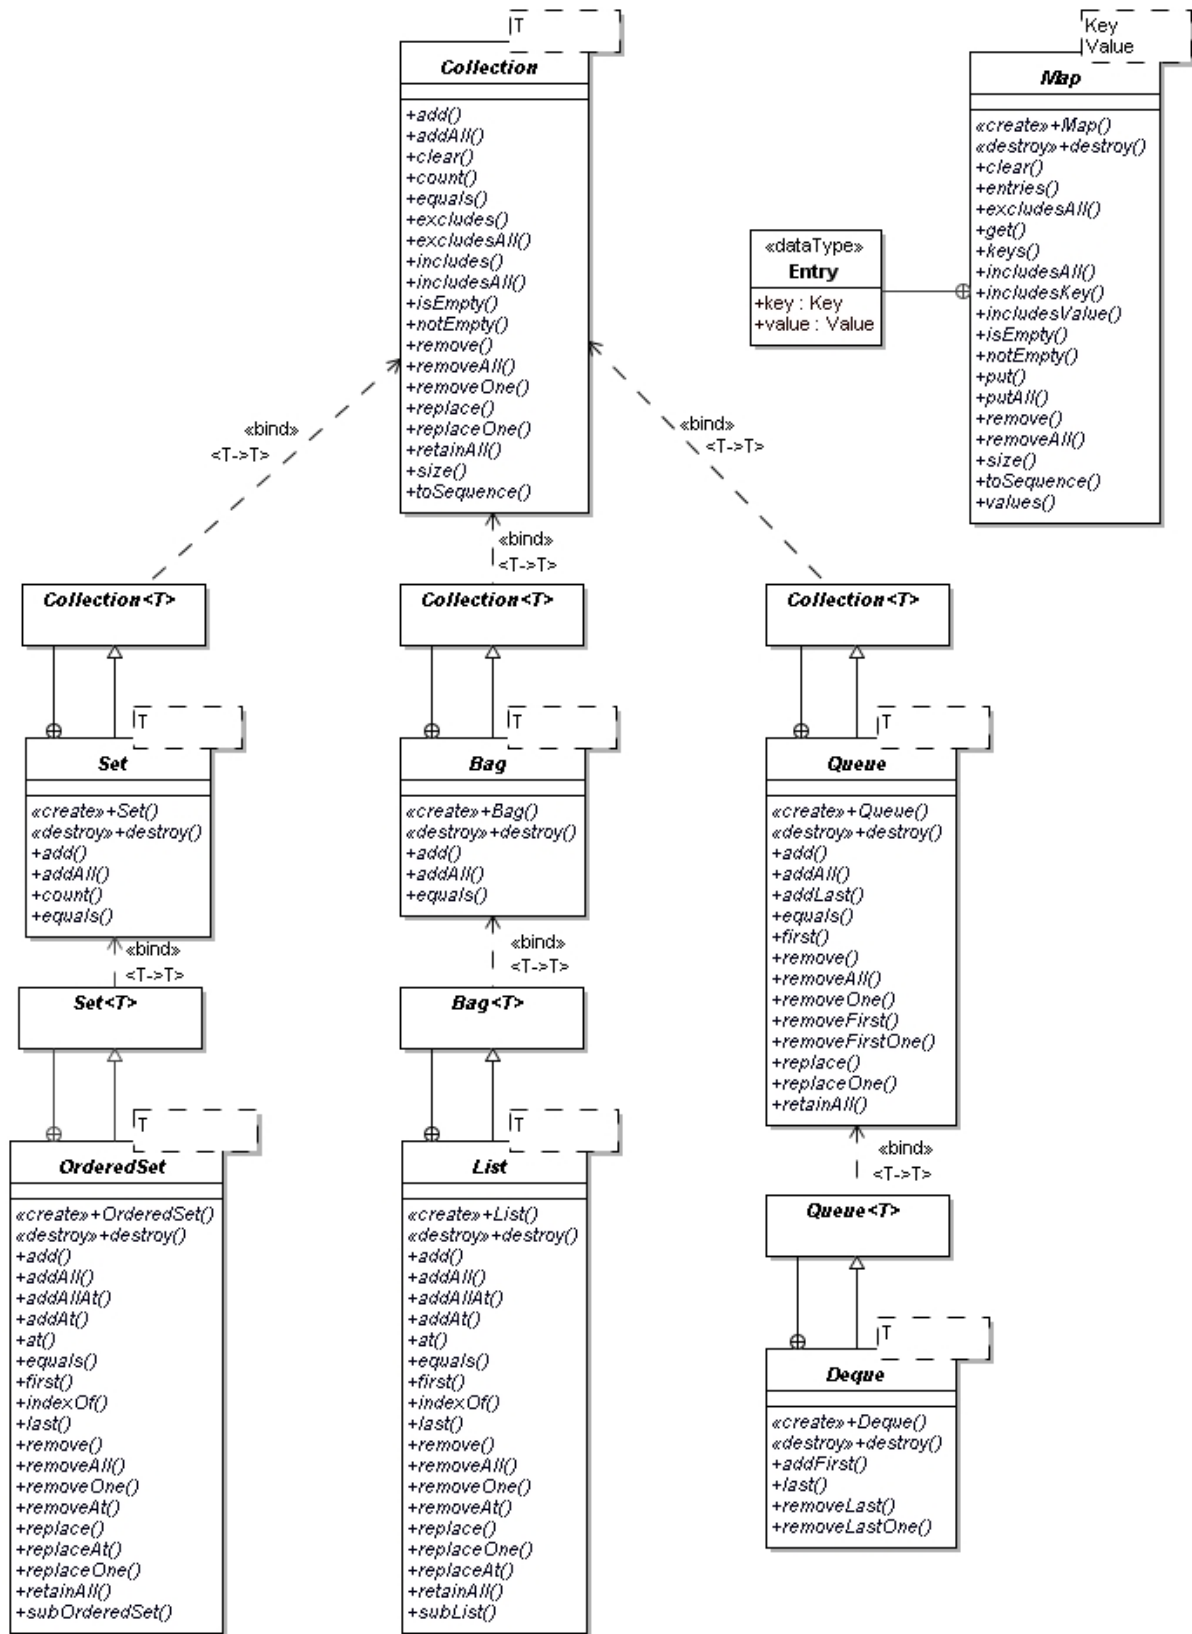 T
Collection
+add()
+addAll()
+clear()
+count()
+equals()
+excludes()
+excludesAll()
+includes()
+includesAll()
+isEmpty()
+notEmpty()
+remove()
+removeAll()
+removeOne()
+replace()
+replaceOne()
+retainAll()
+size()
+toSequence()
Key
Value
Map
«create»+Map()
«destroy»+destroy()
+clear()
+entries()
+excludesAll()
+get()
+keys()
+includesAll()
+includesKey()
+includesValue()
+isEmpty()
+notEmpty()
+put()
+putAll()
+remove()
+removeAll()
+size()
+toSequence()
+values()
«dataType»
Entry
+key : Key
+value : Value
«bind»
<T->T>
«bind»
<T->T>
«bind»
<T->T>
Collection<T>
T
Set
«create»+Set()
«destroy»+destroy()
+add()
+addAll()
+count()
+equals()
«bind»
<T->T>
Set<T>
T
OrderedSet
«create»+OrderedSet()
«destroy»+destroy()
+add()
+addAll()
+addAllAt()
+addAt()
+at()
+equals()
+first()
+indexOf()
+last()
+remove()
+removeAll()
+removeOne()
+removeAt()
+replace()
+replaceAt()
+replaceOne()
+retainAll()
+subOrderedSet()
Collection<T>
T
Bag
«create»+Bag()
«destroy»+destroy()
+add()
+addAll()
+equals()
«bind»
<T->T>
Bag<T>
T
List
«create»+List()
«destroy»+destroy()
+add()
+addAll()
+addAllAt()
+addAt()
+at()
+equals()
+first()
+indexOf()
+last()
+remove()
+removeAll()
+removeOne()
+removeAt()
+replace()
+replaceOne()
+replaceAt()
+retainAll()
+subList()
Collection<T>
T
Queue
«create»+Queue()
«destroy»+destroy()
+add()
+addAll()
+addLast()
+equals()
+first()
+remove()
+removeAll()
+removeOne()
+removeFirst()
+removeFirstOne()
+replace()
+replaceOne()
+retainAll()
«bind»
<T->T>
Queue<T>
T
Deque
«create»+Deque()
«destroy»+destroy()
+addFirst()
+last()
+removeLast()
+removeLastOne()